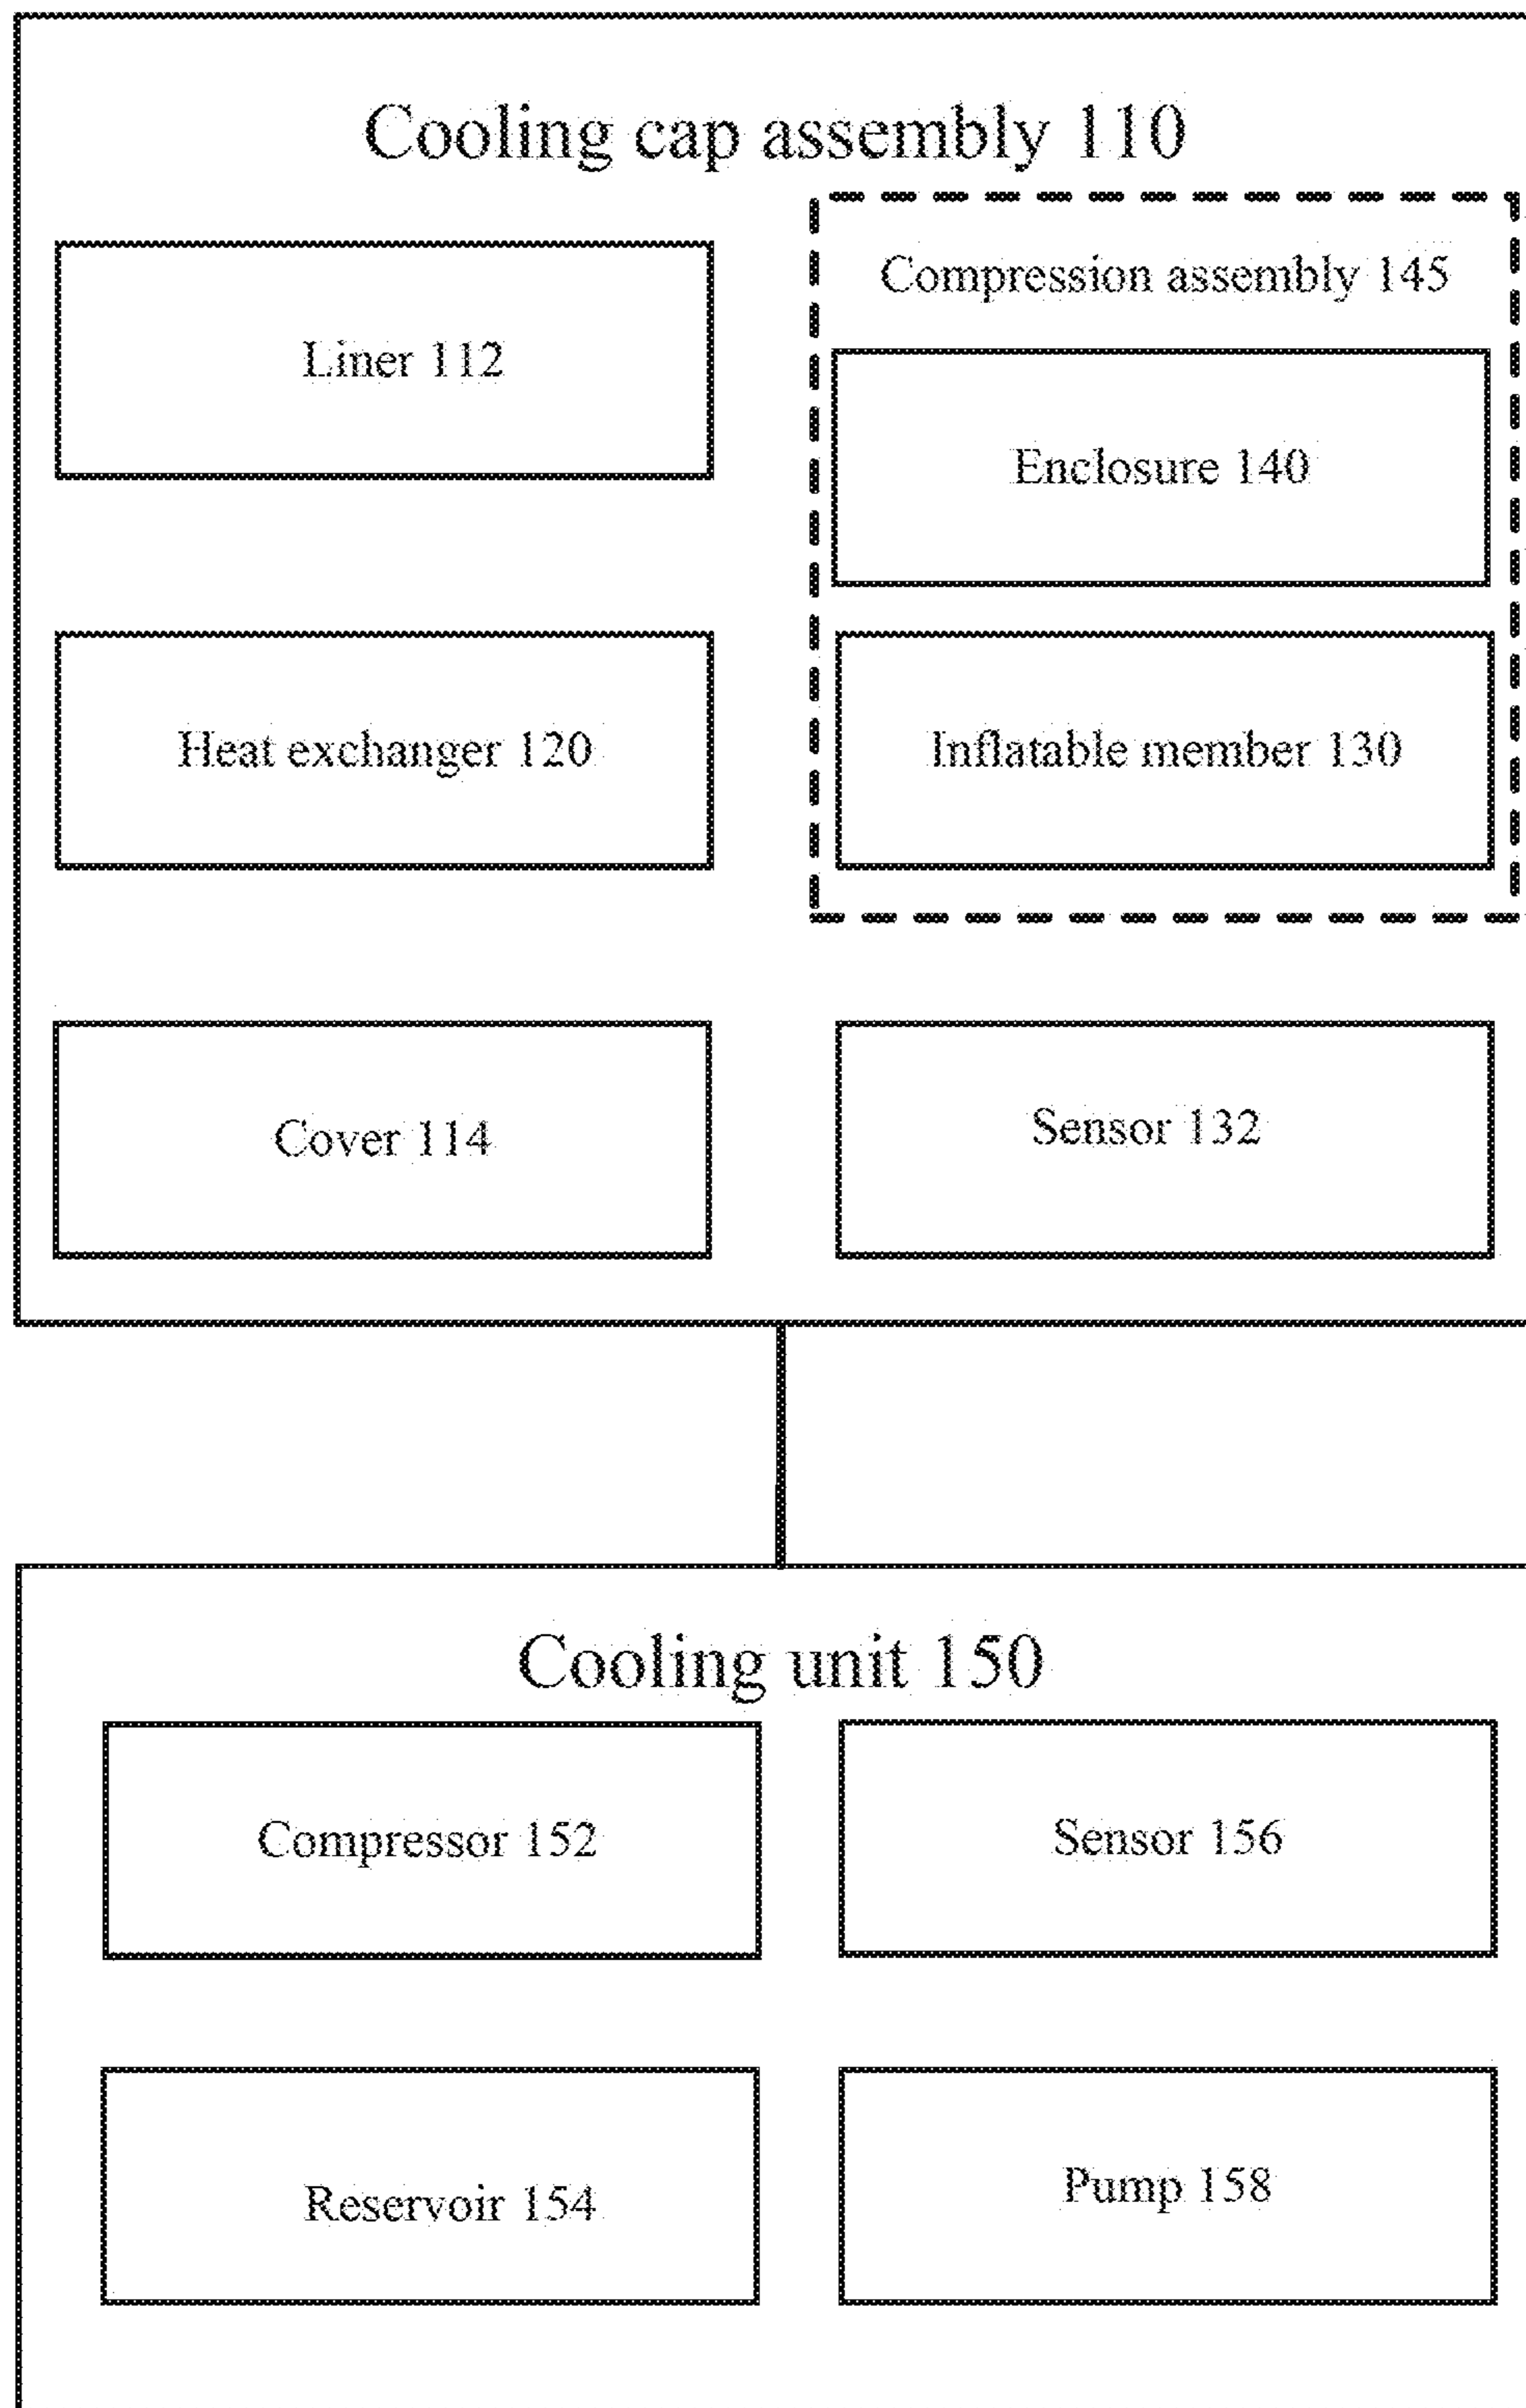 Cooling cap assembly 110
Liner 112
Compression assembly 145
Enclosure 140
Heat exchanger 120
Inflatable member 130
Cover 114
Sensor 132
Cooling unit 150
Compressor 152
Sensor 156
Reservoir 154
Pump 158